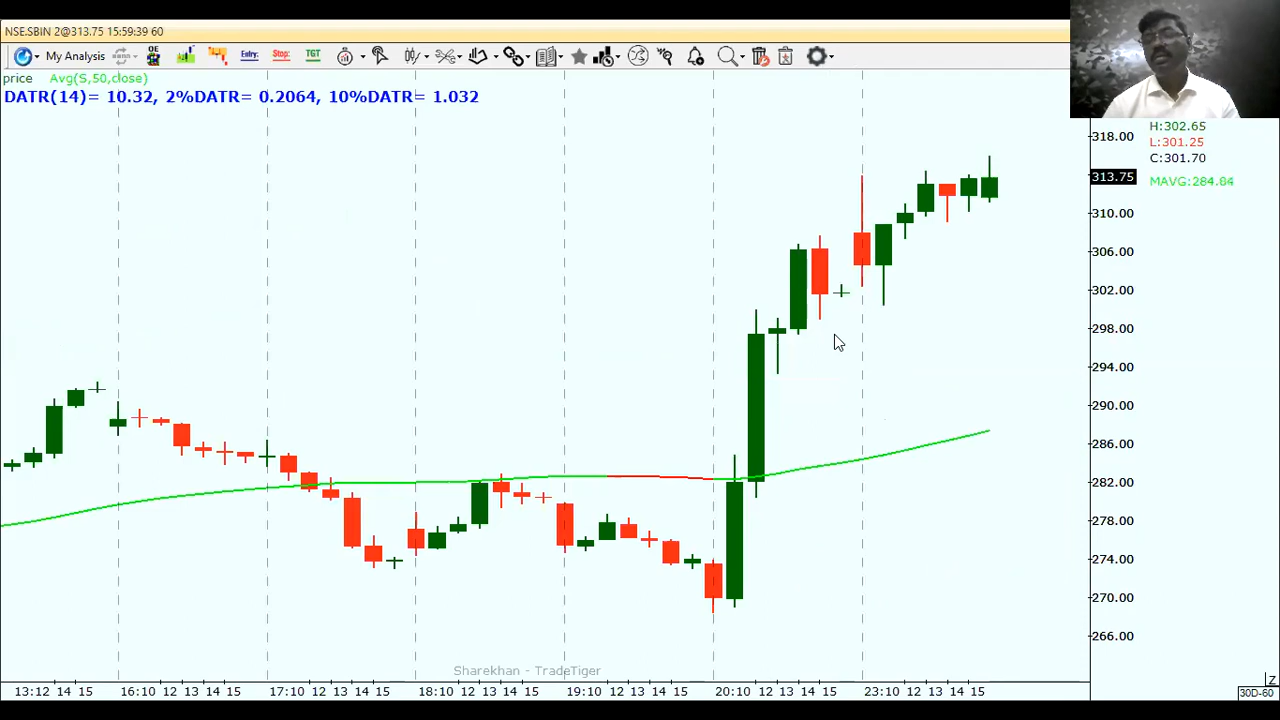 NSE.SBIN 2@313.75 15:59:39 60
My Analysis OE Entry: Stop: TGT
price Avg(S,50,close)
DATR(14)= 10.32, 2%DATR= 0.2064, 10%DATR= 1.032
H:302.65
L:301.25
C:301.70
MAVG:284.84
318.00
313.75
310.00
306.00
302.00
298.00
294.00
290.00
286.00
282.00
278.00
274.00
270.00
266.00
Sharekhan - TradeTiger
13:12 14 15 16:10 12 13 14 15 17:10 12 13 14 15 18:10 12 13 14 15 19:10 12 13 14 15 20:10 12 13 14 15 23:10 12 13 14 15
Z
30D-60